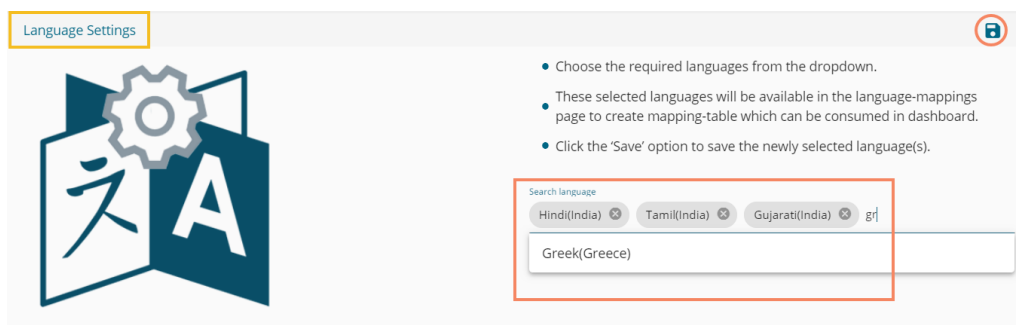 Language Settings
Choose the required languages from the dropdown.
These selected languages will be available in the language-mappings
page to create mapping-table which can be consumed in dashboard.
Click the ‘Save’ option to save the newly selected language(s).
Search language
Hindi(India) Tamil(India) Gujarati(India) gr
Greek(Greece)
A